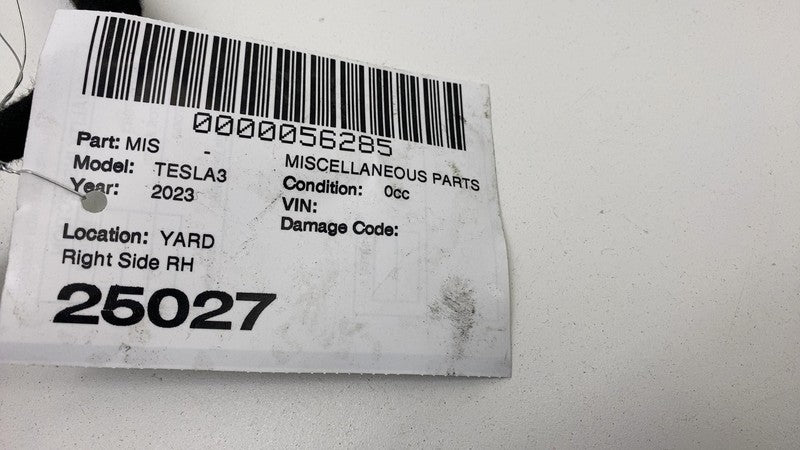 0000056285
Part: MIS - MISCELLANEOUS PARTS
Model: TESLA3 Condition: 0cc
Year: 2023 VIN:
Damage Code:
Location: YARD
Right Side RH
25027